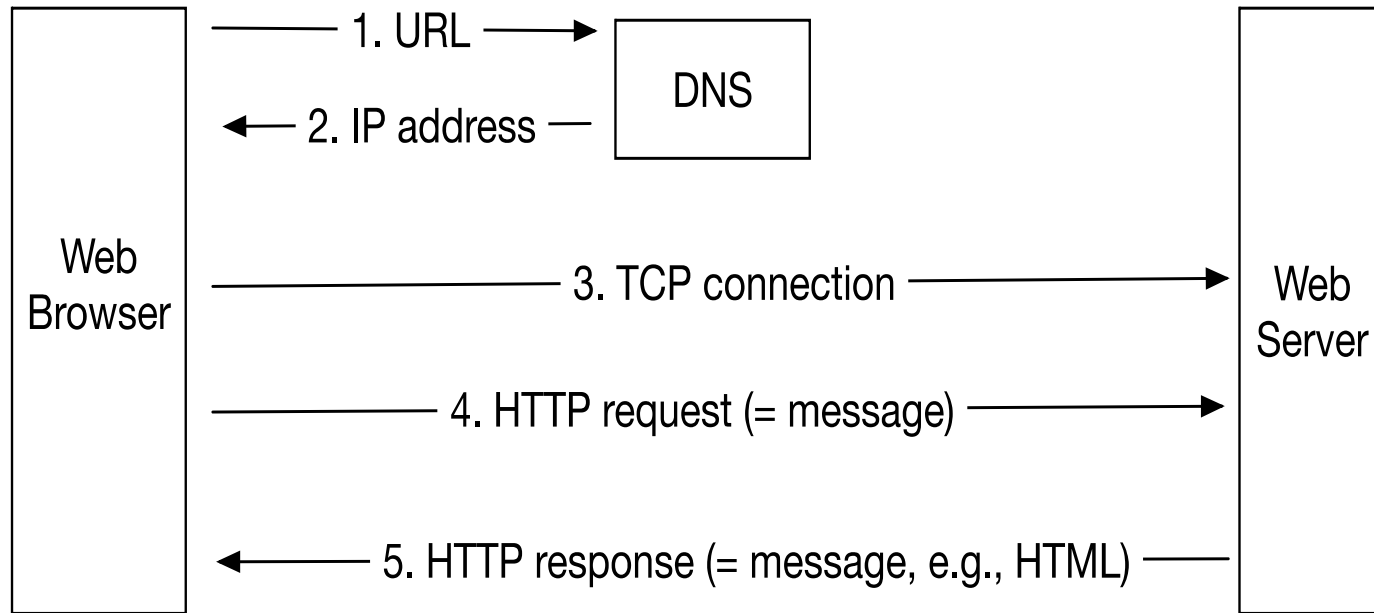 1. URL
DNS
2. IP address
Web
Browser
3. TCP connection
Web
Server
4. HTTP request (= message)
5. HTTP response (= message, e.g., HTML)